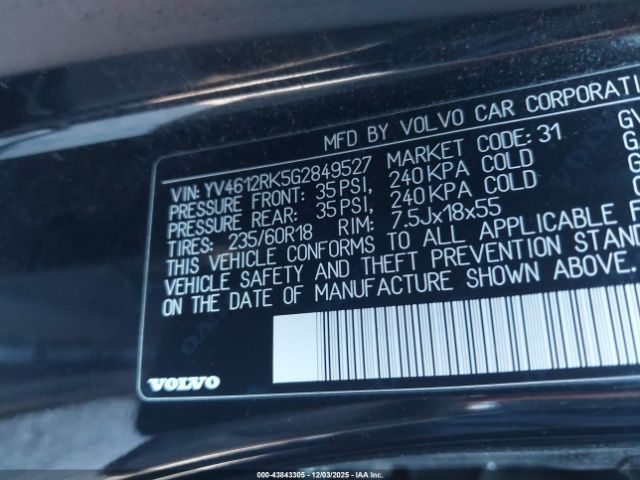 MFD BY VOLVO CAR CORPORATI
VIN: YV4612RK5G2849527 MARKET CODE: 31
PRESSURE FRONT: 35 PSI, 240 KPA COLD
PRESSURE REAR: 35 PSI, 240 KPA COLD
TIRES: 235/60R18 RIM: 7.5Jx18x55
THIS VEHICLE CONFORMS TO ALL APPLICABLE
VEHICLE SAFETY AND THEFT PREVENTION STAND
ON THE DATE OF MANUFACTURE SHOWN ABOVE.
VOLVO
000-43843305 - 12/03/2025 - IAAI.com